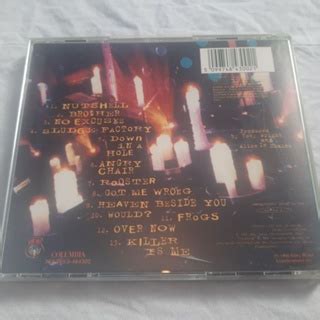 1. NUTSHELL
2. BROTHER
3. NO EXCUSES
4. SLUDGE FACTORY
5. DOWN
IN A
HOLE
6. ANGRY
CHAIR
7. ROOSTER
8. GOT ME WRONG
9. HEAVEN BESIDE YOU
10. WOULD?
11. FROGS
12. OVER NOW
13. KILLER
IS ME
COLUMBIA